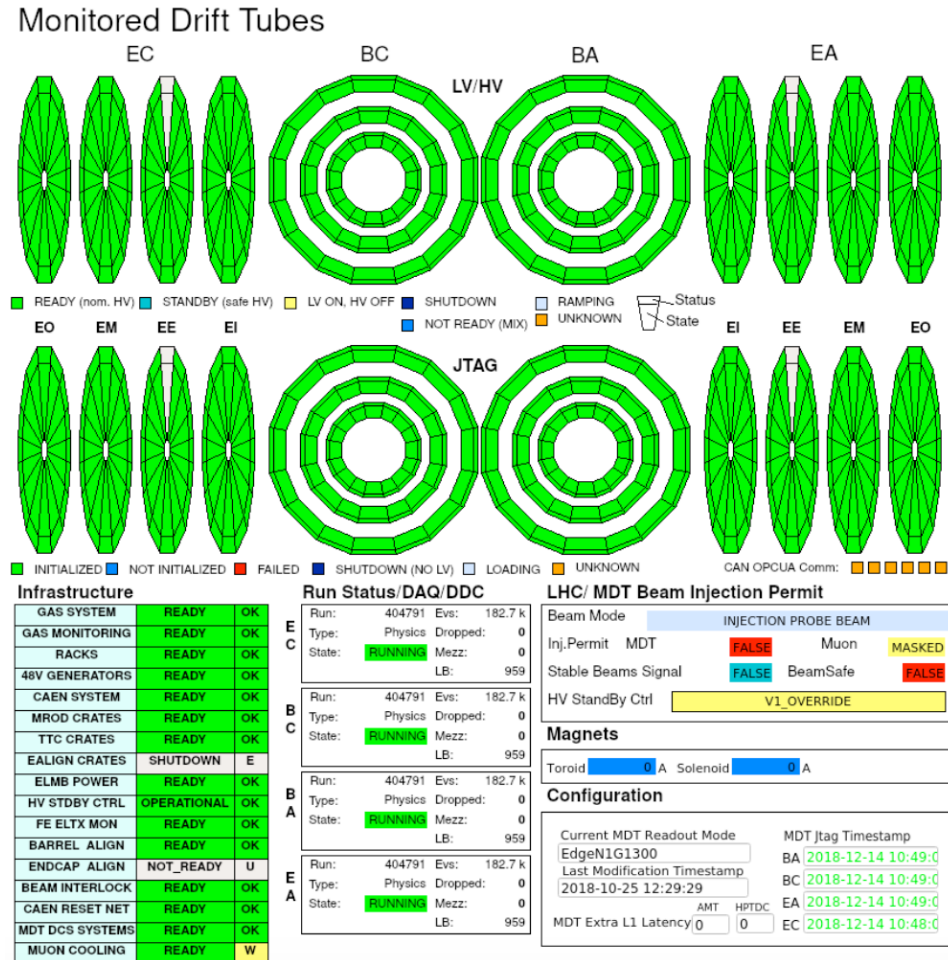 Monitored Drift Tubes
EC BC BA EA
LV/HV
READY (nom. HV) STANDBY (safe HV) LV ON, HV OFF SHUTDOWN RAMPING Status
NOT READY (MIX) UNKNOWN State
EO EM EE EI EI EE EM EO
JTAG
INITIALIZED NOT INITIALIZED FAILED SHUTDOWN (NO LV) LOADING UNKNOWN CAN OPCUA Comm:
Infrastructure
GAS SYSTEM READY OK
GAS MONITORING READY OK
RACKS READY OK
48V GENERATORS READY OK
CAEN SYSTEM READY OK
MROD CRATES READY OK
TTC CRATES READY OK
EALIGN CRATES SHUTDOWN E
ELMB POWER READY OK
HV STDBY CTRL OPERATIONAL OK
FE ELTX MON READY OK
BARREL ALIGN READY OK
ENDCAP ALIGN NOT_READY U
BEAM INTERLOCK READY OK
CAEN RESET NET READY OK
MDT DCS SYSTEMS READY OK
MUON COOLING READY W
Run Status/DAQ/DDC
E C
Run: 404791 Evs: 182.7 k
Type: Physics Dropped: 0
State: RUNNING Mezz: 0
LB: 959
B C
Run: 404791 Evs: 182.7 k
Type: Physics Dropped: 0
State: RUNNING Mezz: 0
LB: 959
B A
Run: 404791 Evs: 182.7 k
Type: Physics Dropped: 0
State: RUNNING Mezz: 0
LB: 959
E A
Run: 404791 Evs: 182.7 k
Type: Physics Dropped: 0
State: RUNNING Mezz: 0
LB: 959
LHC/ MDT Beam Injection Permit
Beam Mode INJECTION PROBE BEAM
Inj.Permit MDT FALSE Muon MASKED
Stable Beams Signal FALSE BeamSafe FALSE
HV StandBy Ctrl V1_OVERRIDE
Magnets
Toroid 0 A Solenoid 0 A
Configuration
Current MDT Readout Mode
EdgeN1G1300
Last Modification Timestamp
2018-10-25 12:29:29
AMT HPTDC
MDT Extra L1 Latency 0 0
MDT Jtag Timestamp
BA 2018-12-14 10:49:0
BC 2018-12-14 10:49:0
EA 2018-12-14 10:49:0
EC 2018-12-14 10:48:0